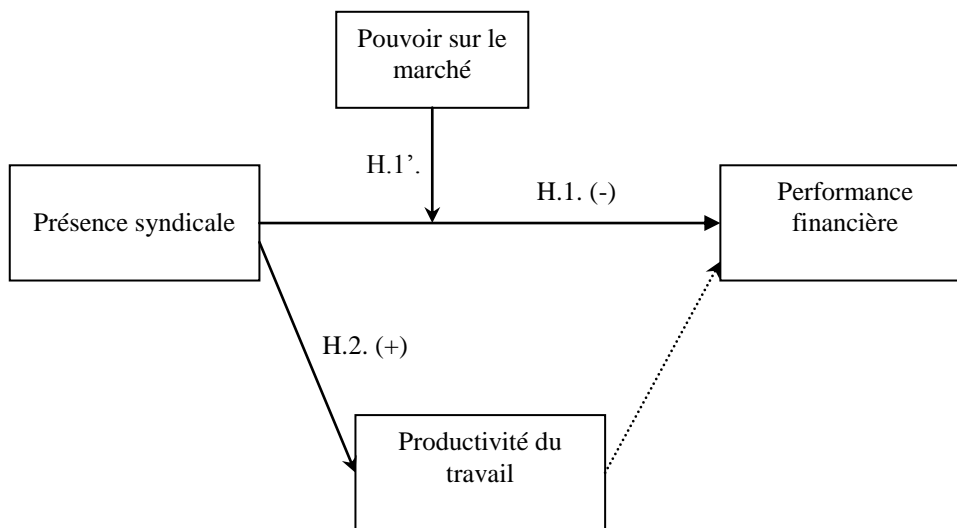 Pouvoir sur le
marché
H.1’.
H.1. (-)
Performance
financière
Présence syndicale
H.2. (+)
Productivité du
travail